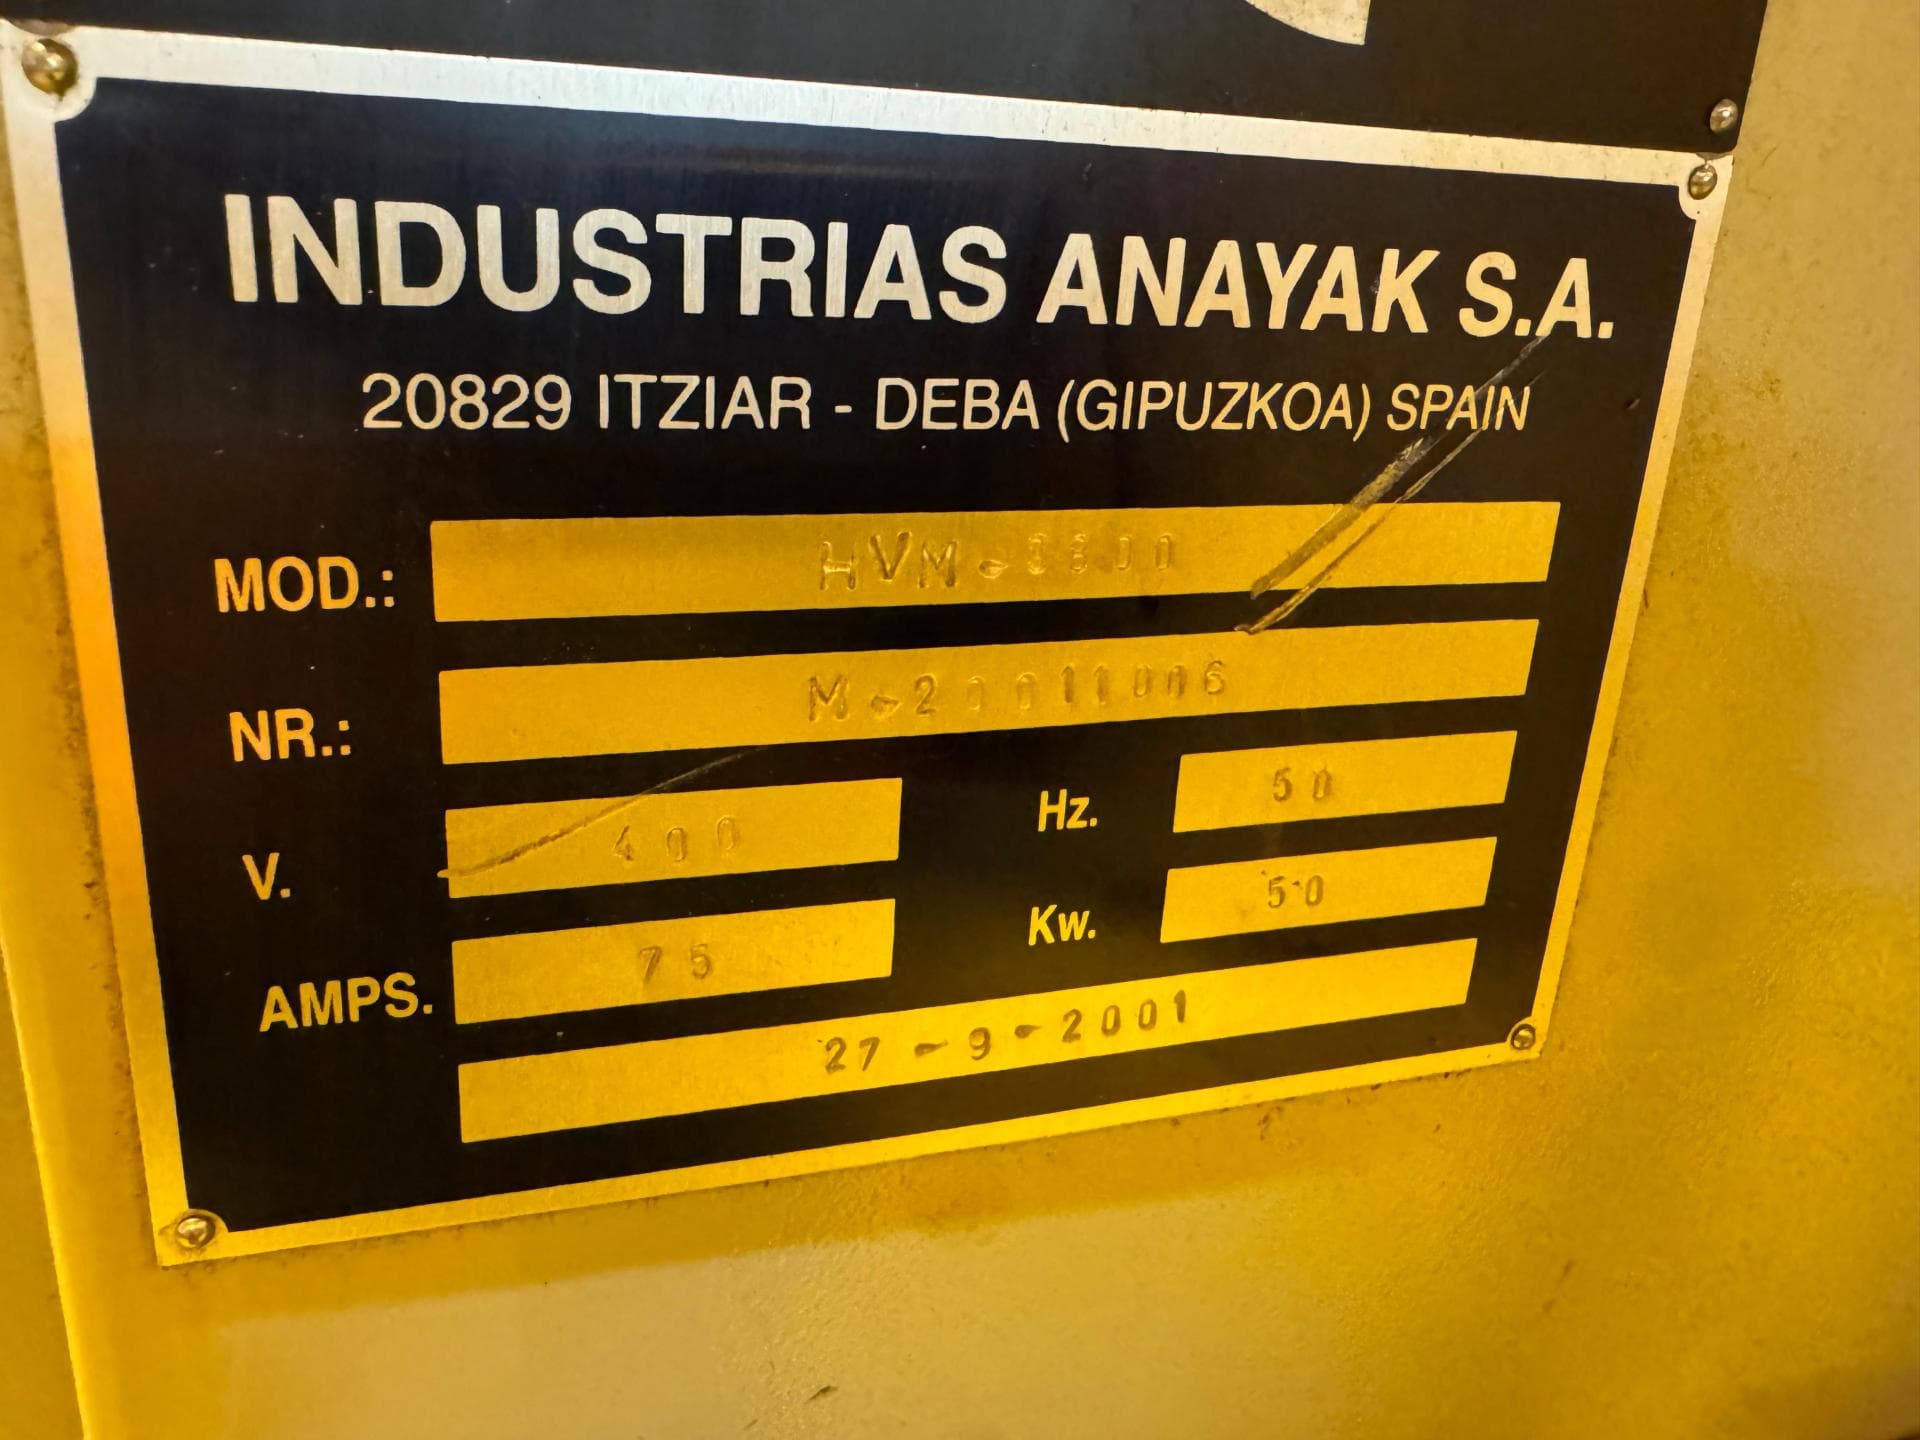 INDUSTRIAS ANAYAK S.A.
20829 ITZIAR - DEBA (GIPUZKOA) SPAIN
MOD.:
NR.: M-20011006
V. 400 Hz. 50
AMPS. 75 Kw. 50
27-9-2001